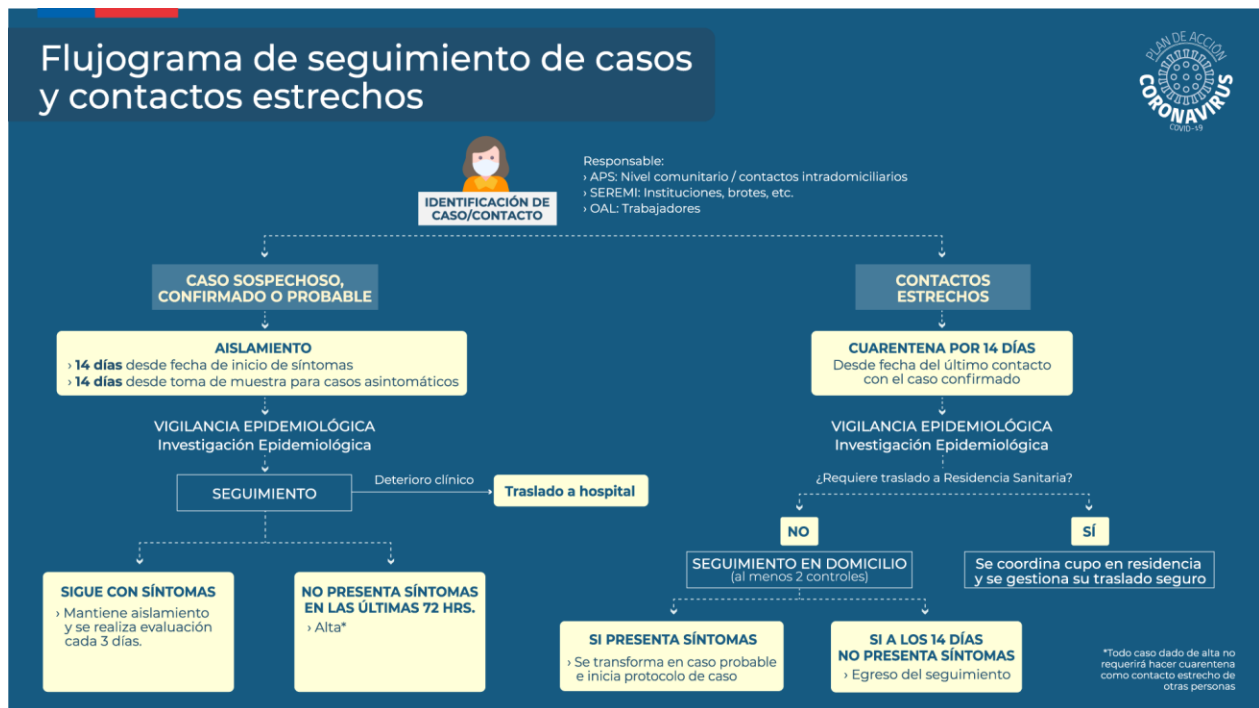 Flujograma de seguimiento de casos
y contactos estrechos
PLAN DE ACCIÓN
CORONAVIRUS
COVID-19
IDENTIFICACIÓN DE
CASO/CONTACTO
Responsable:
› APS: Nivel comunitario / contactos intradomiciliarios
› SEREMI: Instituciones, brotes, etc.
› OAL: Trabajadores
CASO SOSPECHOSO,
CONFIRMADO O PROBABLE
AISLAMIENTO
› 14 días desde fecha de inicio de síntomas
› 14 días desde toma de muestra para casos asintomáticos
VIGILANCIA EPIDEMIOLÓGICA
Investigación Epidemiológica
SEGUIMIENTO
Deterioro clínico
Traslado a hospital
SIGUE CON SÍNTOMAS
› Mantiene aislamiento
y se realiza evaluación
cada 3 días.
NO PRESENTA SÍNTOMAS
EN LAS ÚLTIMAS 72 HRS.
› Alta*
CONTACTOS
ESTRECHOS
CUARENTENA POR 14 DÍAS
Desde fecha del último contacto
con el caso confirmado
VIGILANCIA EPIDEMIOLÓGICA
Investigación Epidemiológica
¿Requiere traslado a Residencia Sanitaria?
NO
SEGUIMIENTO EN DOMICILIO
(al menos 2 controles)
SÍ
Se coordina cupo en residencia
y se gestiona su traslado seguro
SI PRESENTA SÍNTOMAS
› Se transforma en caso probable
e inicia protocolo de caso
SI A LOS 14 DÍAS
NO PRESENTA SÍNTOMAS
› Egreso del seguimiento
*Todo caso dado de alta no
requerirá hacer cuarentena
como contacto estrecho de
otras personas